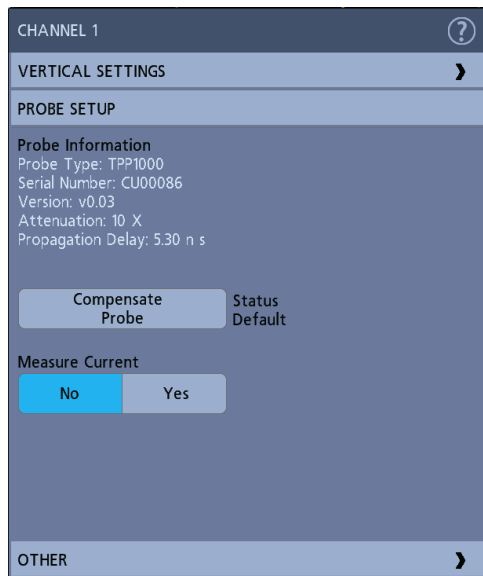 CHANNEL 1
?
VERTICAL SETTINGS
PROBE SETUP
Probe Information
Probe Type: TPP1000
Serial Number: CU00086
Version: v0.03
Attenuation: 10 X
Propagation Delay: 5.30 n s
Compensate
Probe
Status
Default
Measure Current
No
Yes
OTHER